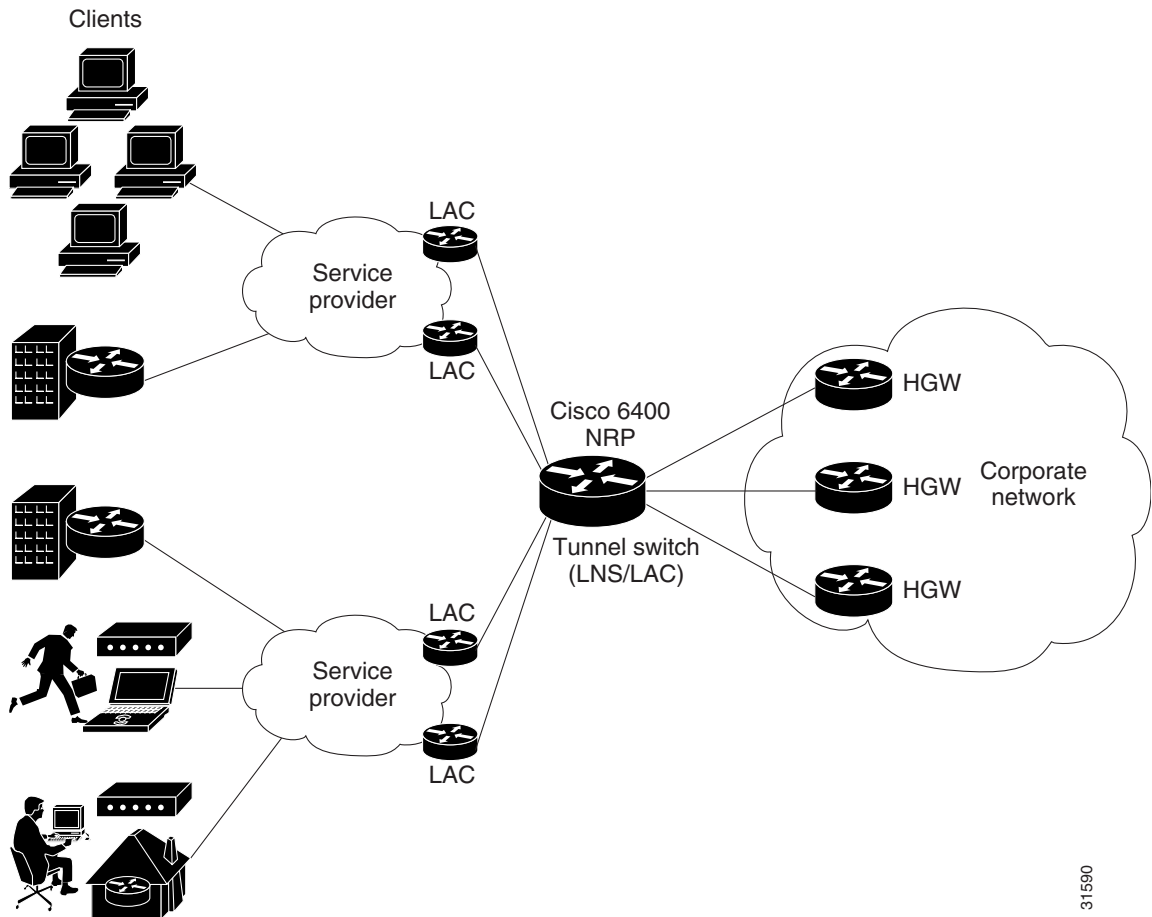 Clients
LAC
Service
provider
LAC
Cisco 6400
NRP
Tunnel switch
(LNS/LAC)
HGW
HGW
Corporate
network
HGW
LAC
Service
provider
LAC
31590